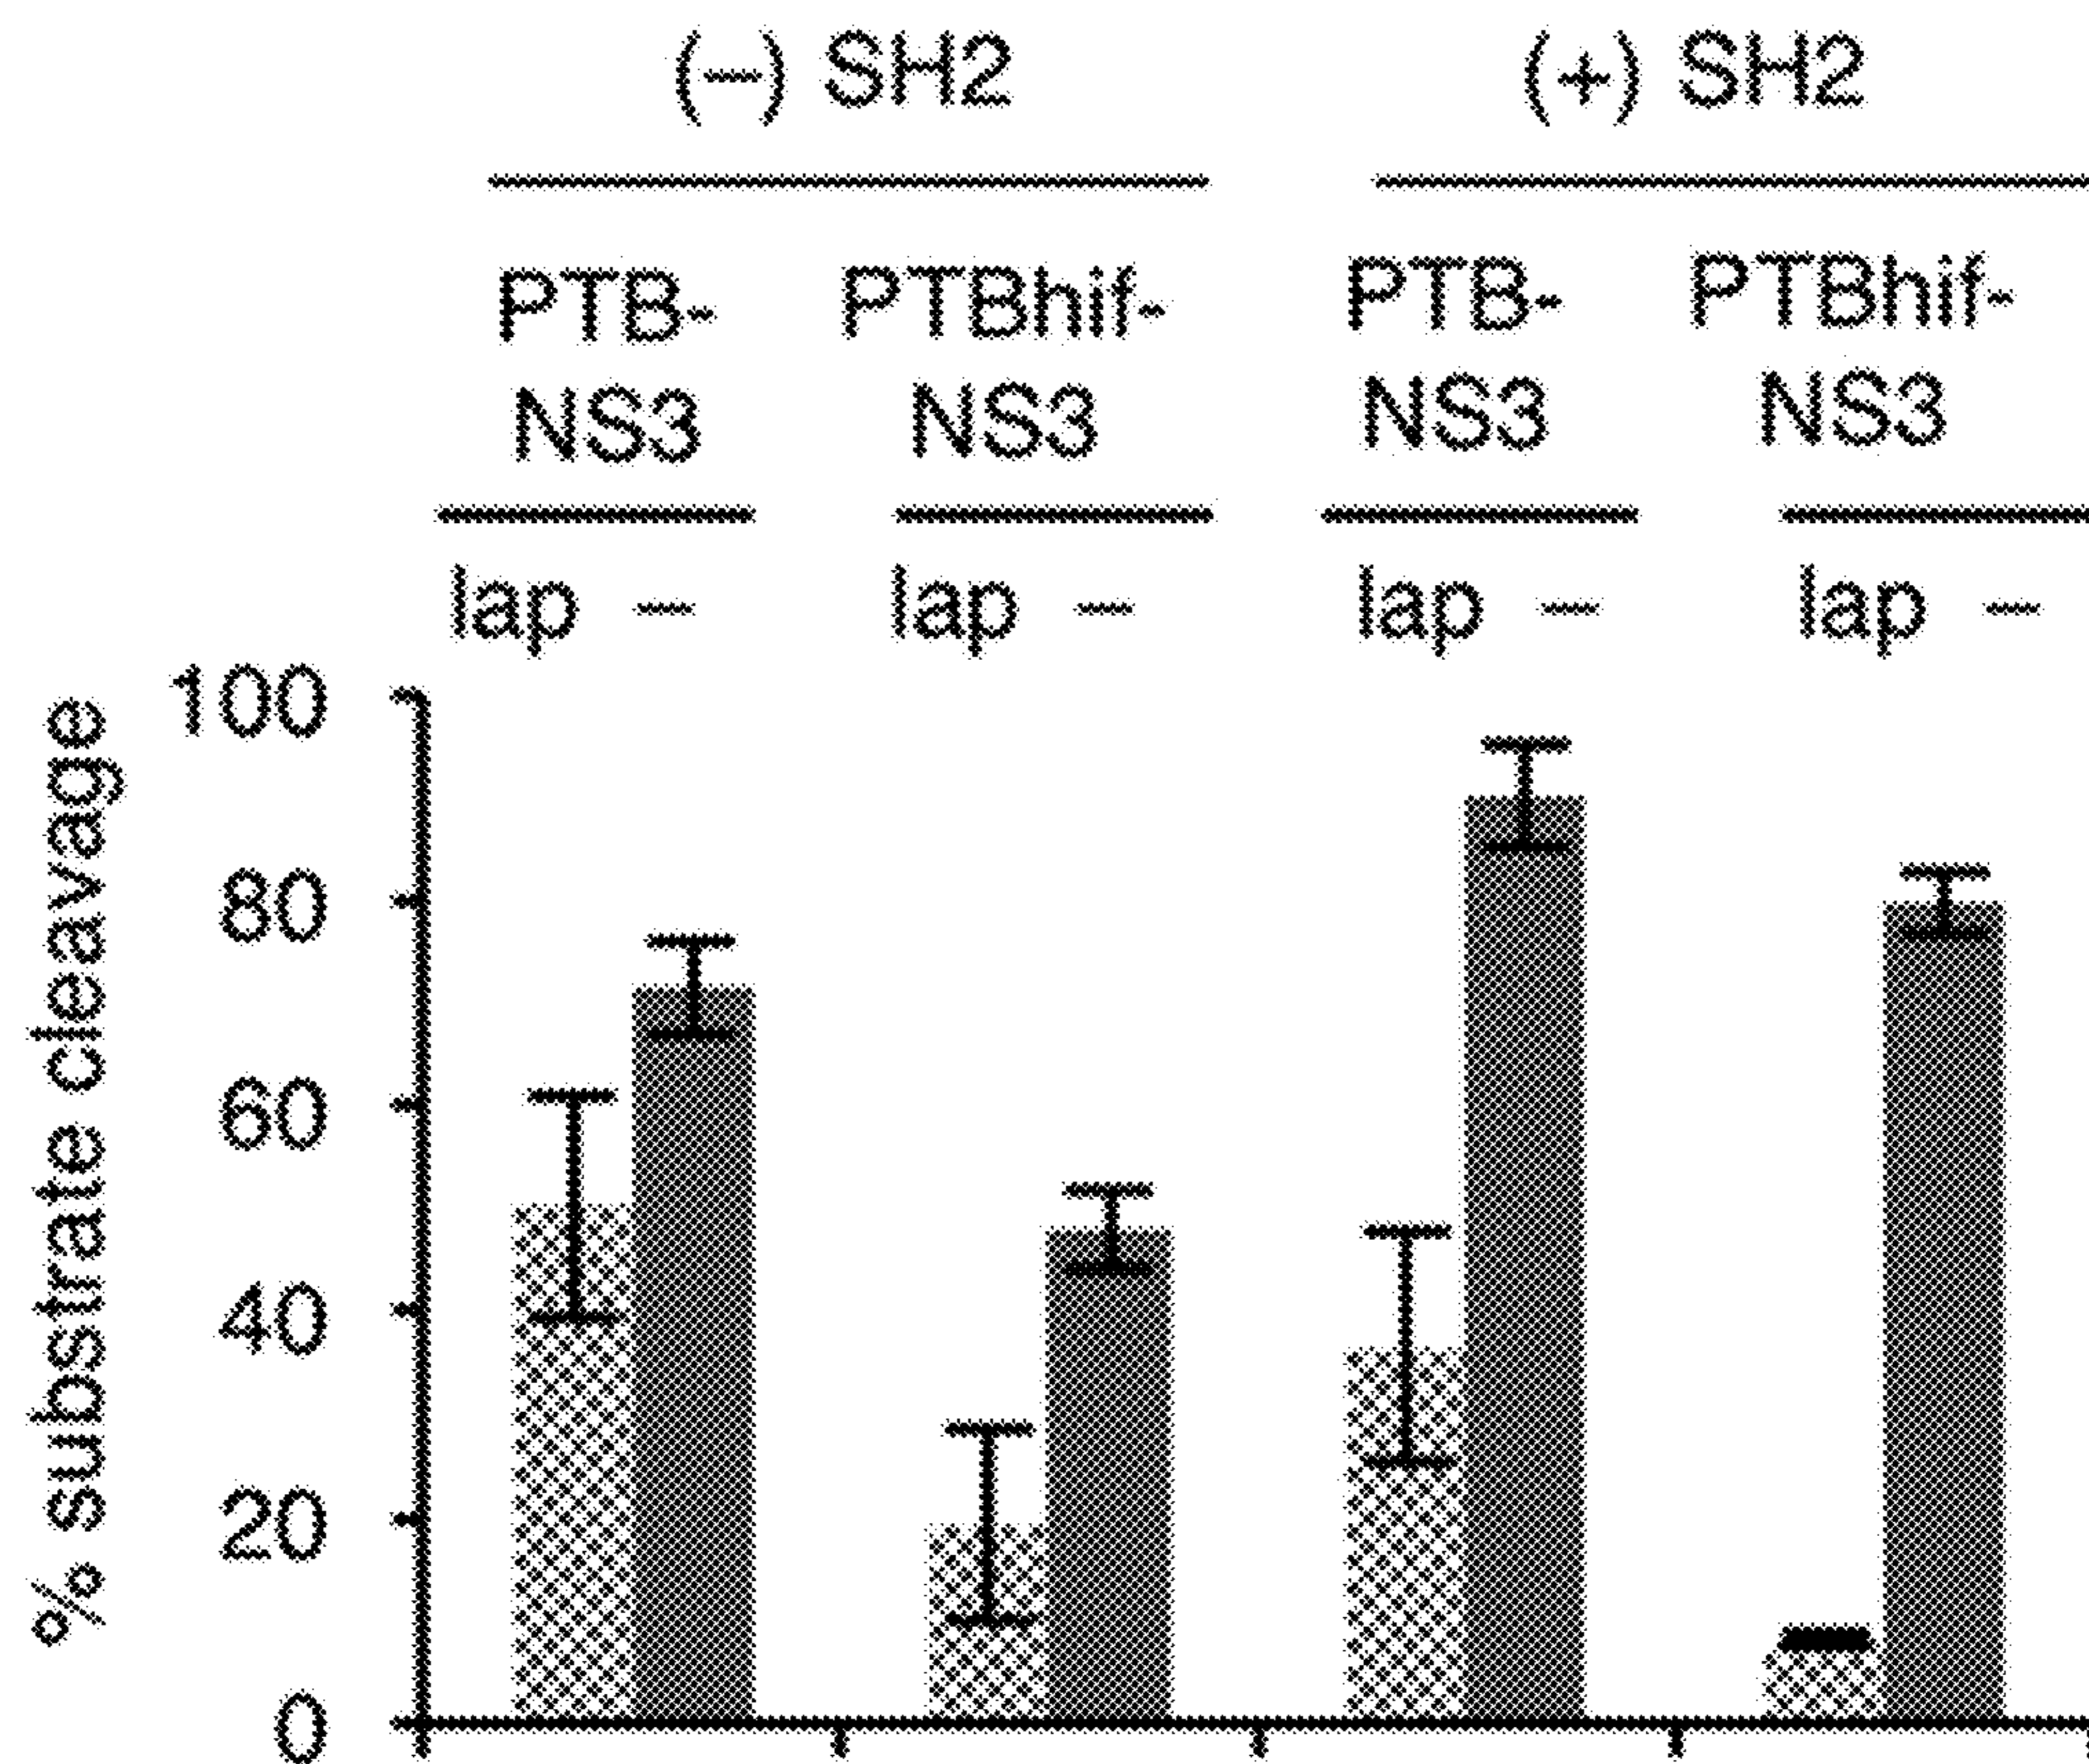 (–) SH2 (+) SH2
PTB- PTBhif- PTB- PTBhif-
NS3 NS3 NS3 NS3
lap – lap – lap – lap –
% substrate cleavage
100
80
60
40
20
0